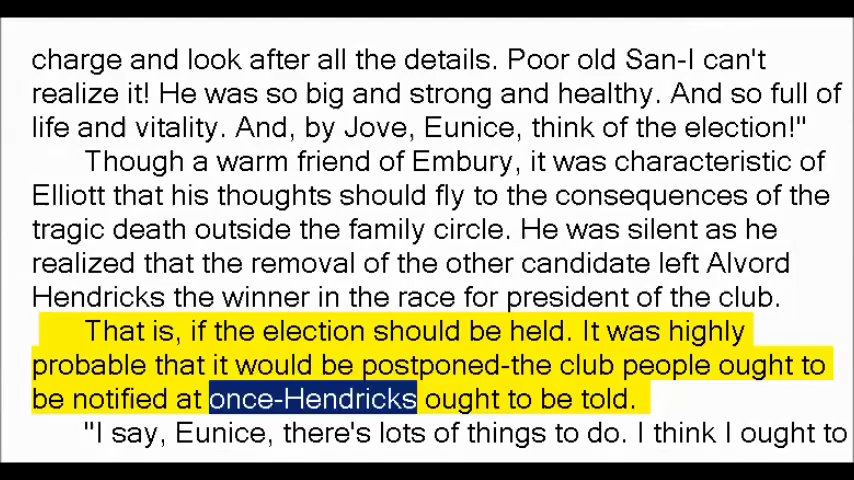 charge and look after all the details. Poor old San-I can't
realize it! He was so big and strong and healthy. And so full of
life and vitality. And, by Jove, Eunice, think of the election!"
Though a warm friend of Embury, it was characteristic of
Elliott that his thoughts should fly to the consequences of the
tragic death outside the family circle. He was silent as he
realized that the removal of the other candidate left Alvord
Hendricks the winner in the race for president of the club.
That is, if the election should be held. It was highly
probable that it would be postponed-the club people ought to
be notified at once-Hendricks ought to be told.
"I say, Eunice, there's lots of things to do. I think I ought to